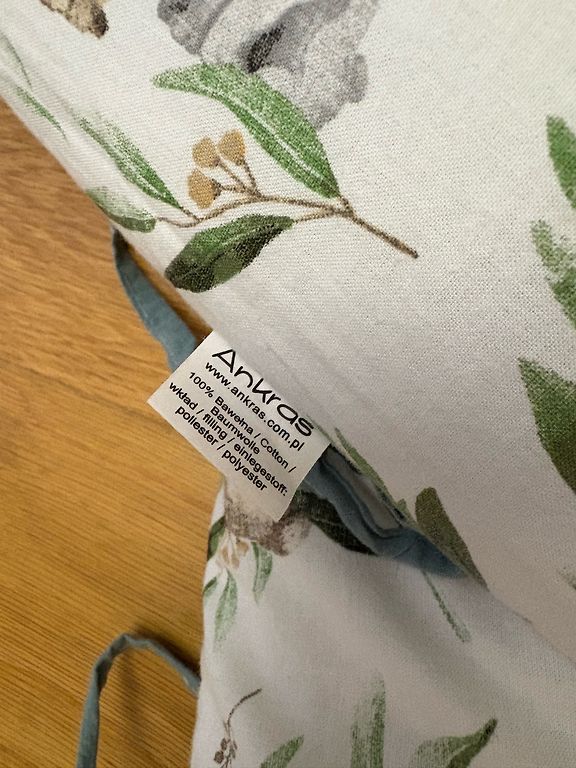 Ankras
www.ankras.com.pl
100% Bawełna / Cotton /
Baumwolle
wkład / filling / einlegestoff:
poliester / polyester